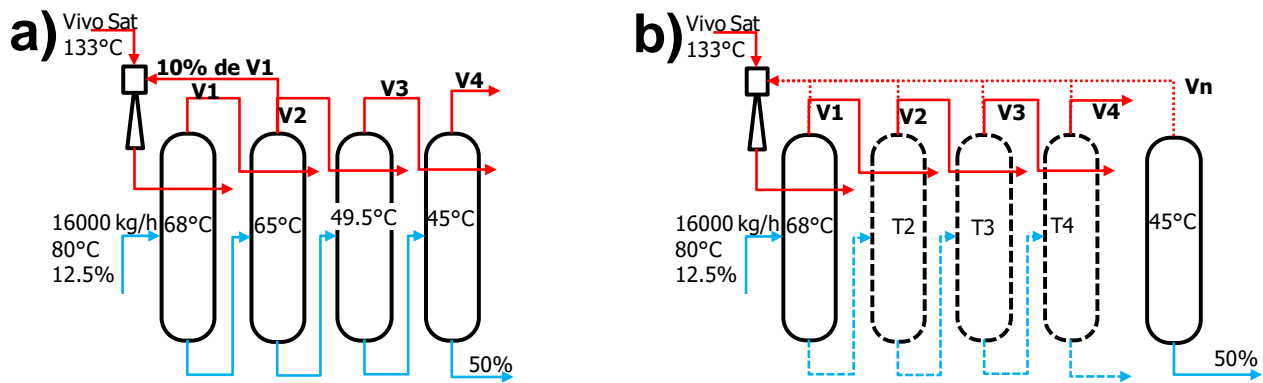 a)
Vivo Sat
133°C
10% de V1
V1
V2
V3
V4
16000 kg/h
80°C
12.5%
68°C
65°C
49.5°C
45°C
50%
b)
Vivo Sat
133°C
Vn
V1
V2
V3
V4
16000 kg/h
80°C
12.5%
68°C
T2
T3
T4
45°C
50%